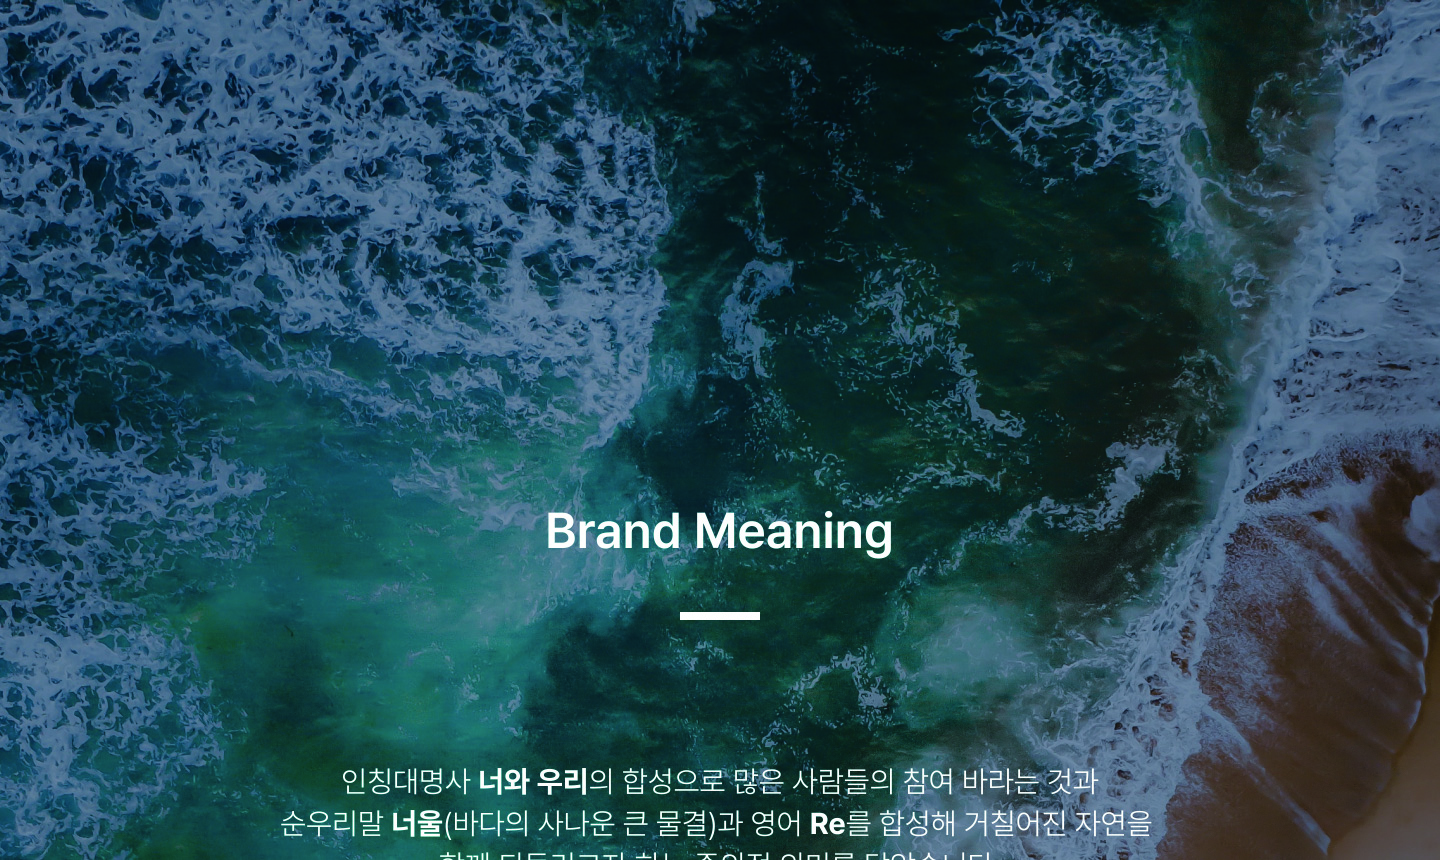 Brand Meaning
인칭대명사 너와 우리의 합성으로 많은 사람들의 참여 바라는 것과
순우리말 너울(바다의 사나운 큰 물결)과 영어 Re를 합성해 거칠어진 자연을